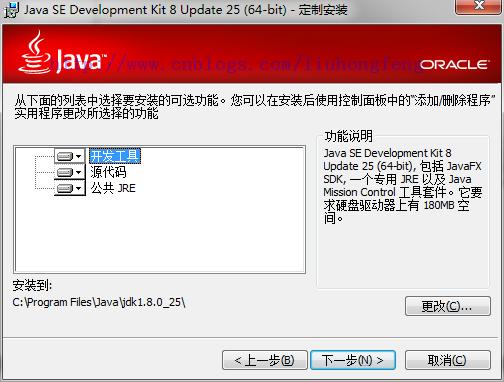 Java SE Development Kit 8 Update 25 (64-bit) - 定制安装
Java
ORACLE
http://www.cnblogs.com/liuhongfeng
从下面的列表中选择要安装的可选功能。您可以在安装后使用控制面板中的“添加/删除程序”
实用程序更改所选择的功能
开发工具
源代码
公共 JRE
功能说明
Java SE Development Kit 8
Update 25 (64-bit), 包括 JavaFX
SDK, 一个专用 JRE 以及 Java
Mission Control 工具套件。它要
求硬盘驱动器上有 180MB 空
间。
安装到:
C:\Program Files\Java\jdk1.8.0_25\
更改(C)...
< 上一步(B)
下一步(N) >
取消(C)